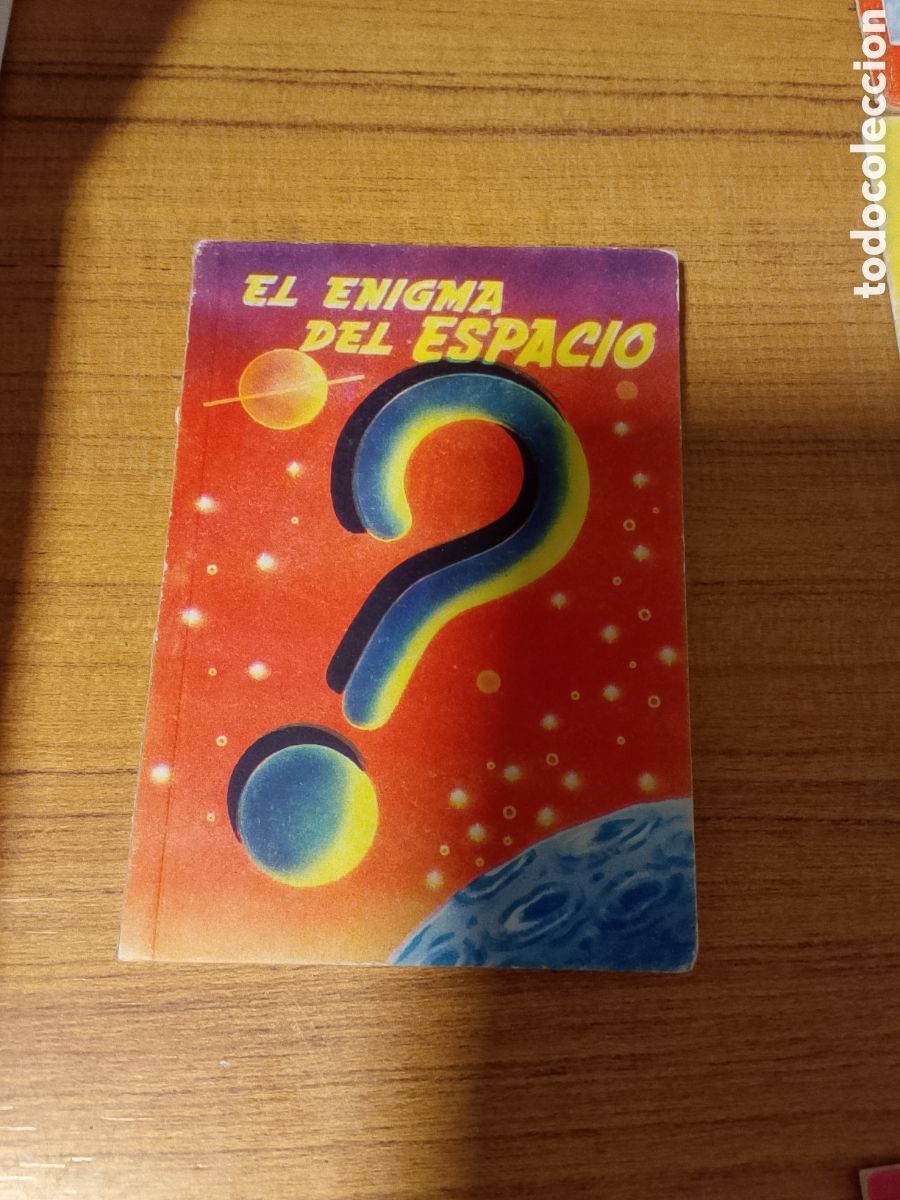 EL ENIGMA
DEL ESPACIO
?
todocoleccion